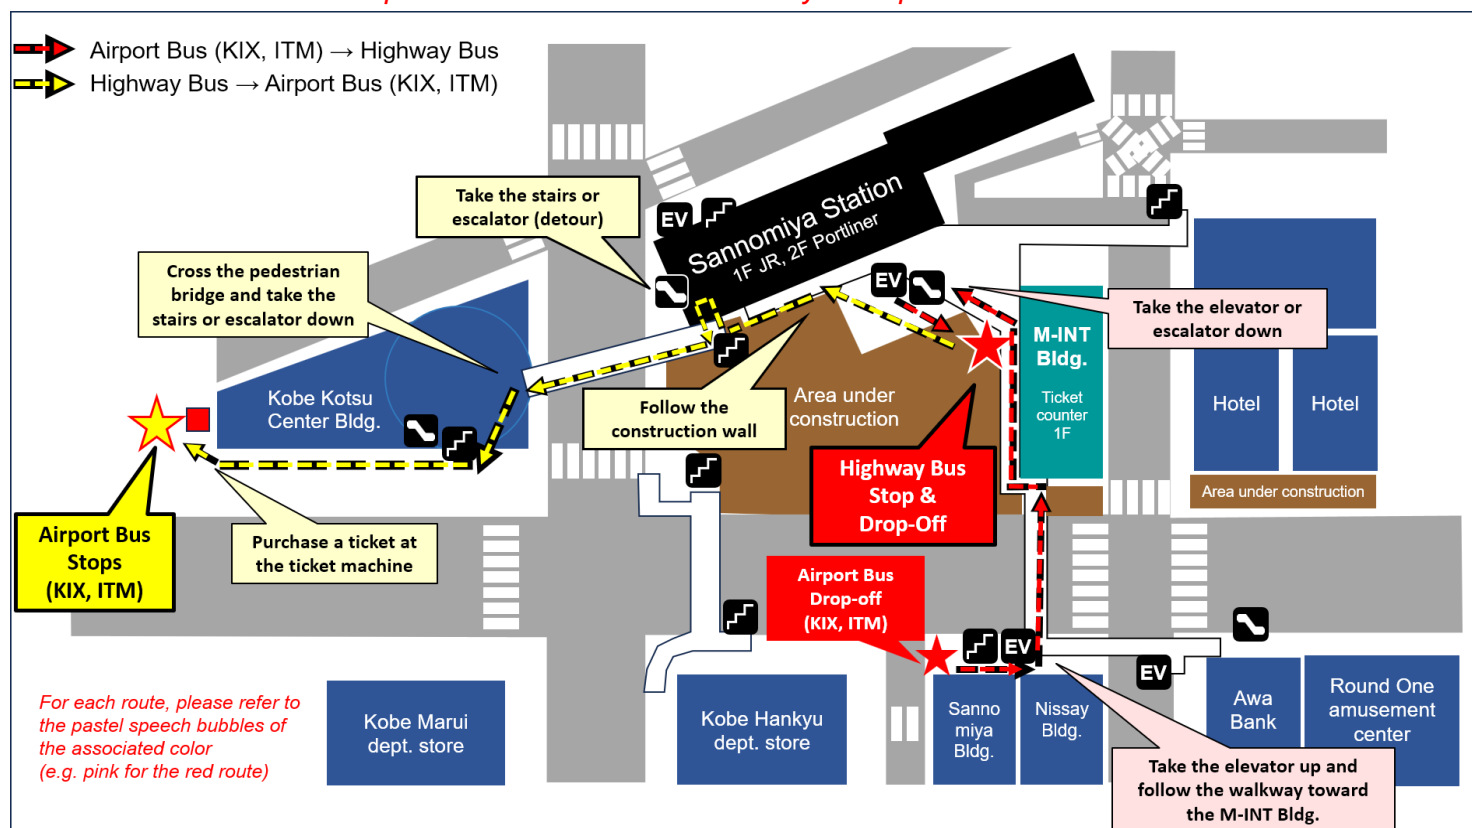 Airport Bus (KIX, ITM) → Highway Bus
Highway Bus → Airport Bus (KIX, ITM)
Take the stairs or
escalator (detour)
EV
Sannomiya Station
1F JR, 2F Portliner
Cross the pedestrian
bridge and take the
stairs or escalator down
EV
Take the elevator or
escalator down
M-INT
Bldg.
Ticket
counter
1F
Kobe Kotsu
Center Bldg.
Follow the
construction wall
Area under
construction
Hotel
Hotel
Highway Bus
Stop &
Drop-Off
Area under construction
Airport Bus
Stops
(KIX, ITM)
Purchase a ticket at
the ticket machine
Airport Bus
Drop-off
(KIX, ITM)
EV
EV
For each route, please refer to
the pastel speech bubbles of
the associated color
(e.g. pink for the red route)
Kobe Marui
dept. store
Kobe Hankyu
dept. store
Sanno
miya
Bldg.
Nissay
Bldg.
Awa
Bank
Round One
amusement
center
Take the elevator up and
follow the walkway toward
the M-INT Bldg.